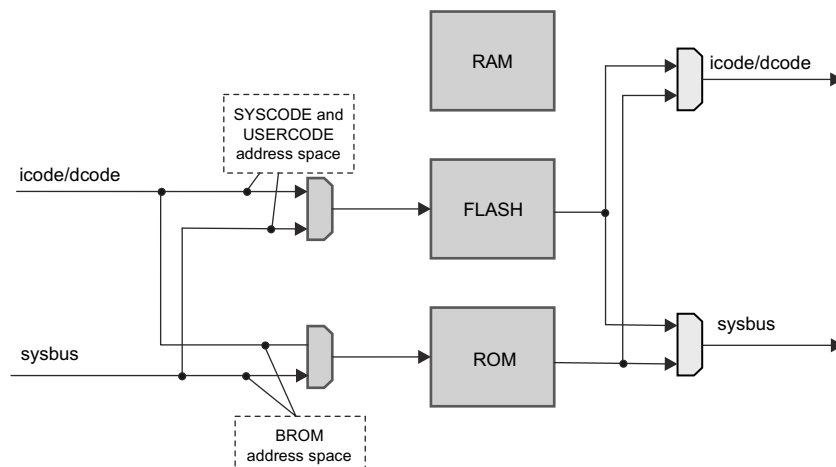 RAM
icode/dcode
SYSCODE and
USERCODE
address space
icode/dcode
FLASH
sysbus
sysbus
ROM
BROM
address space